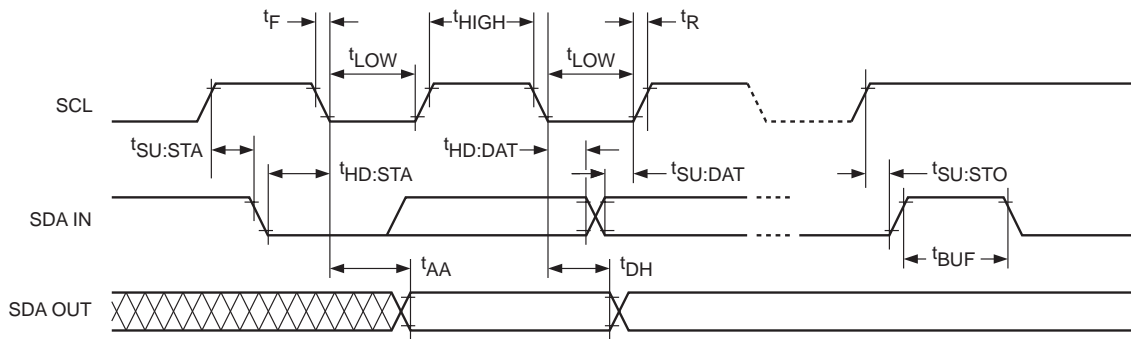 tF
tHIGH
tR
tLOW
tLOW
SCL
tSU:STA
tHD:STA
tHD:DAT
tSU:DAT
tSU:STO
SDA IN
tBUF
tAA
tDH
SDA OUT